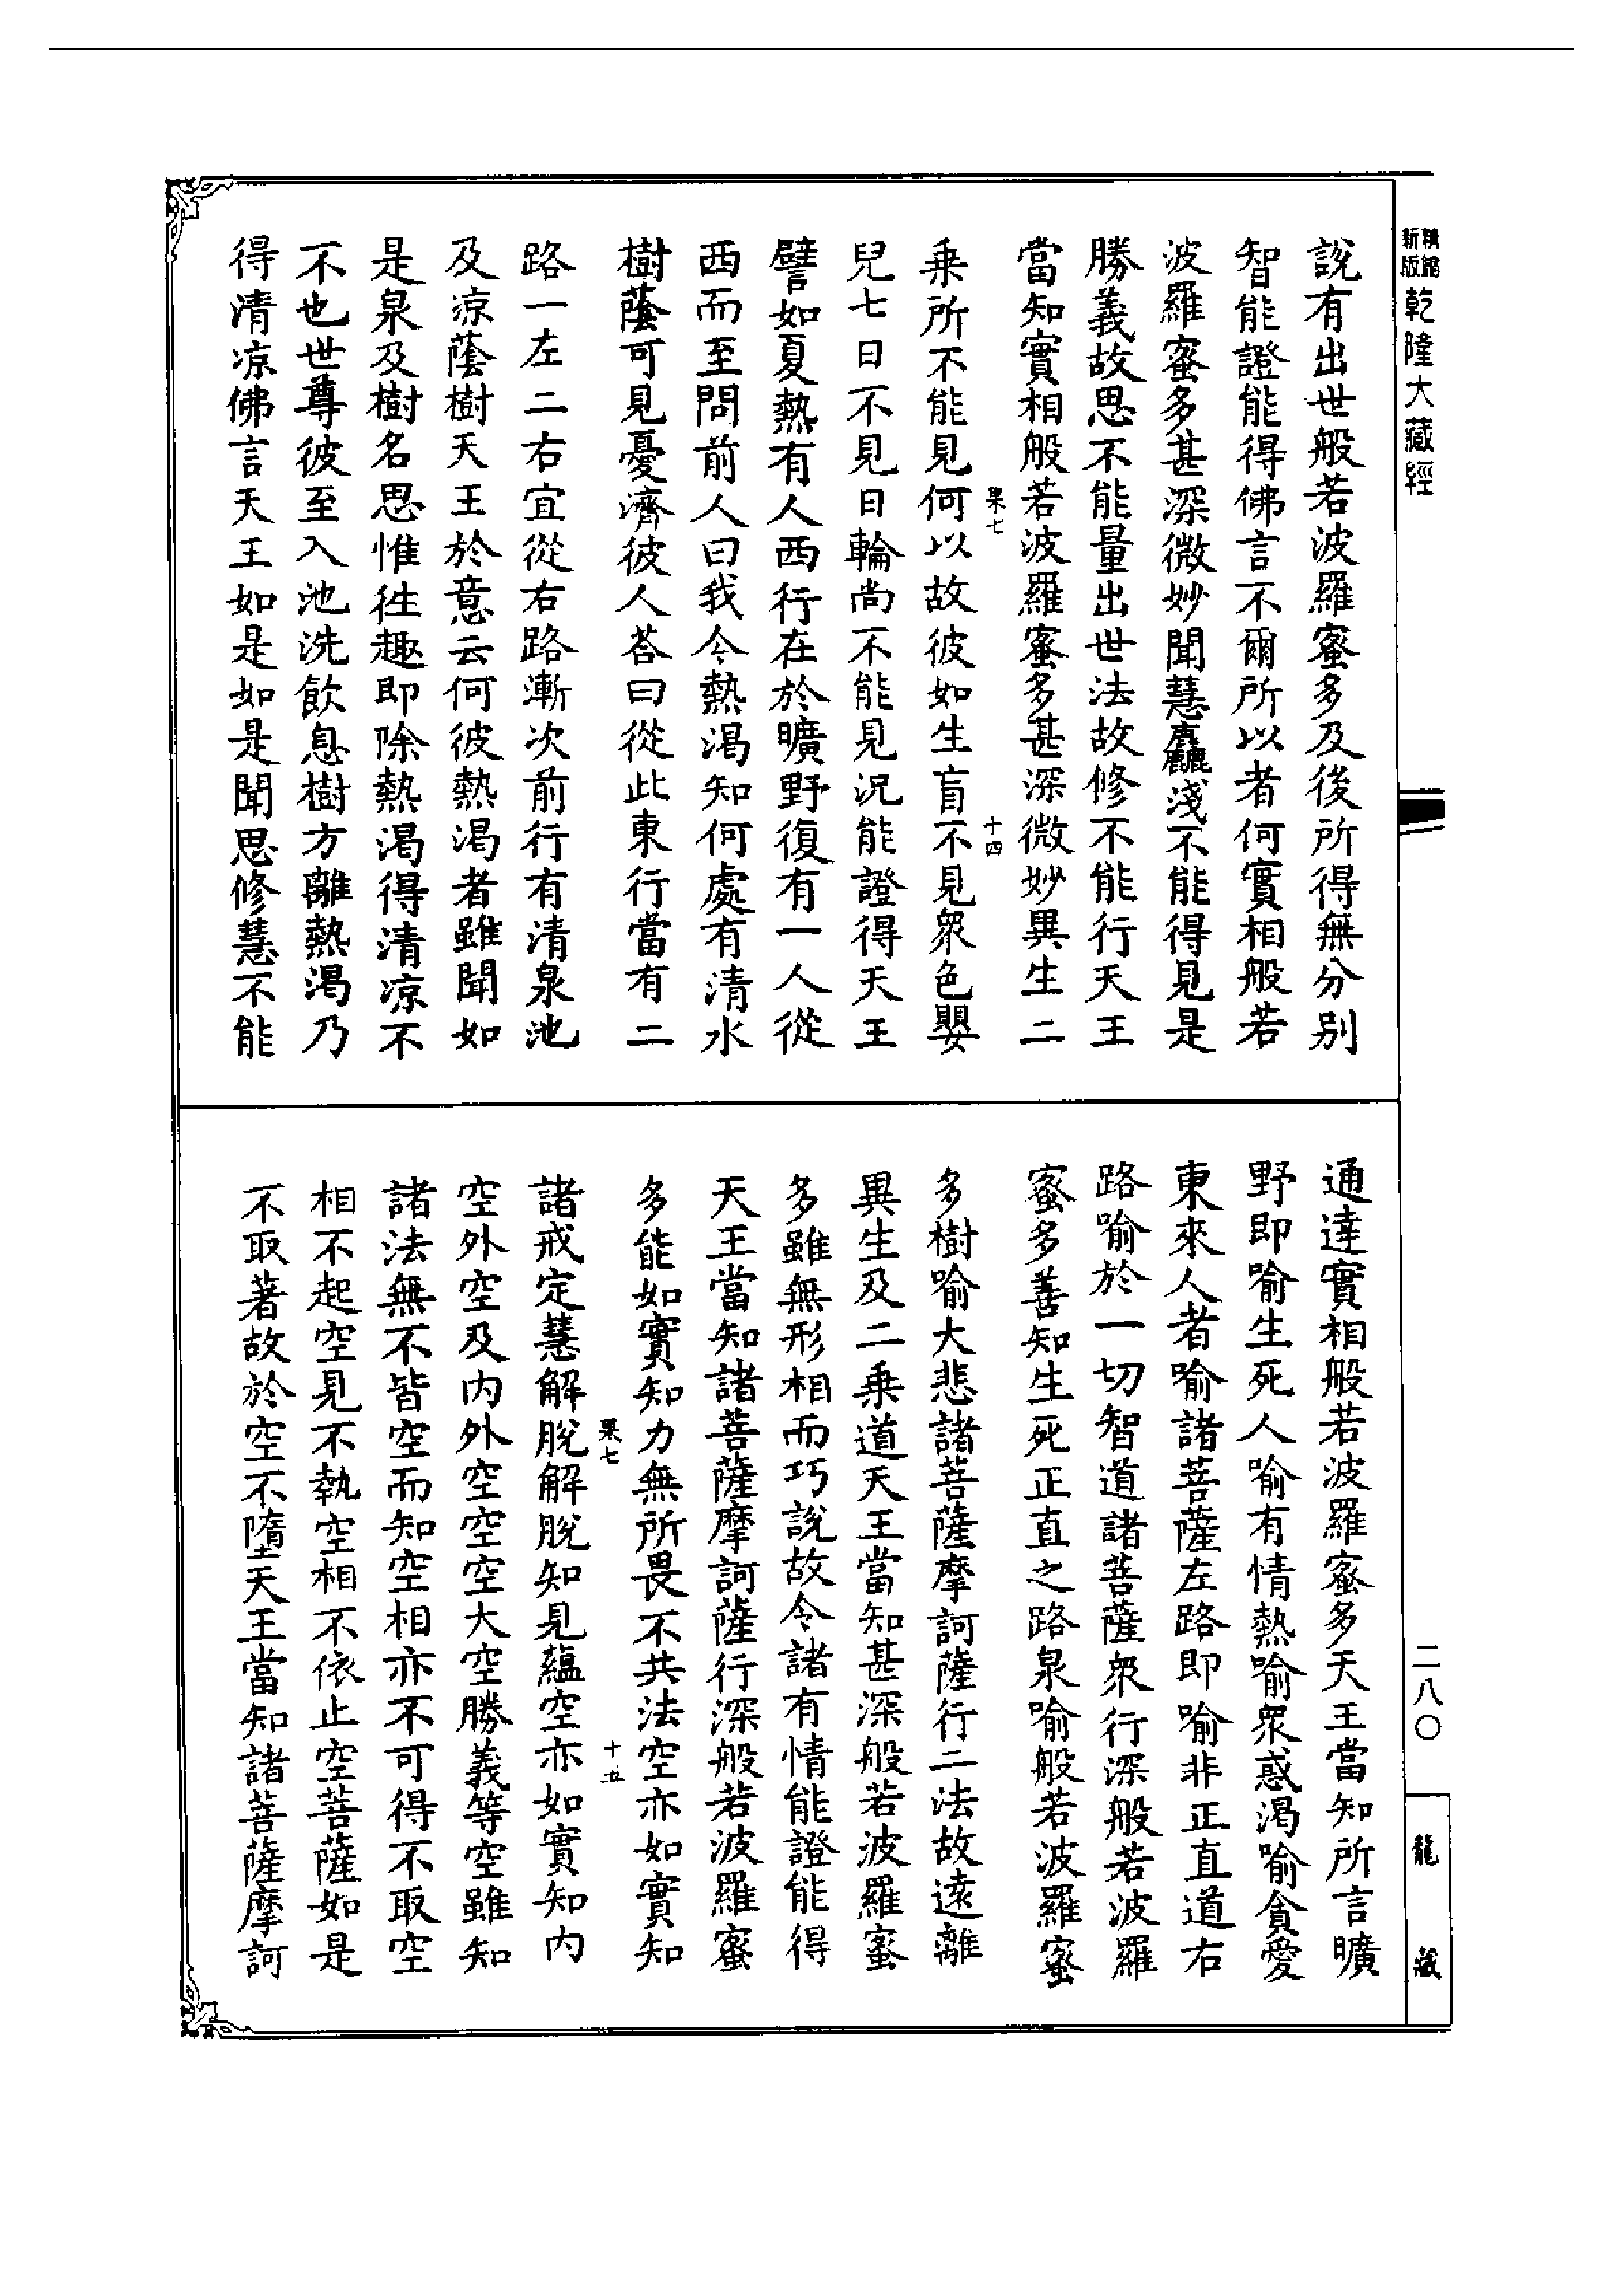 精鐫
新版
乾隆大藏經
說有出世般若波羅蜜多及後所得無分別
智能證能得佛言不爾所以者何實相般若
波羅蜜多甚深微妙聞慧麤淺不能得見是
勝義故思不能量出世法故修不能行天王
當知實相般若波羅蜜多甚深微妙異生二
乘所不能見何以故彼如生盲不見衆色嬰
果七
十四
兒七日不見日輪尚不能見況能證得天王
譬如夏熱有人西行在於曠野復有一人從
西而至問前人曰我今熱渴知何處有清水
樹蔭可見憂濟彼人荅曰從此東行當有二
路一左二右宜從右路漸次前行有清泉池
及凉蔭樹天王於意云何彼熱渴者雖聞如
是泉及樹名思惟徃趣即除熱渴得清凉不
不也世尊彼至入池洗飲息樹方離熱渴乃
得清凉佛言天王如是如是聞思修慧不能
通達實相般若波羅蜜多天王當知所言曠
野即喻生死人喻有情熱喻衆惑渴喻貪愛
東來人者喻諸菩薩左路即喻非正直道右
路喻於一切智道諸菩薩衆行深般若波羅
蜜多善知生死正直之路泉喻般若波羅蜜
多樹喻大悲諸菩薩摩訶薩行二法故遠離
異生及二乘道天王當知甚深般若波羅蜜
多雖無形相而巧說故令諸有情能證能得
天王當知諸菩薩摩訶薩行深般若波羅蜜
多能如實知力無所畏不共法空亦如實知
果七
十五
諸戒定慧解脫解脫知見蘊空亦如實知内
空外空及内外空空空大空勝義等空雖知
諸法無不皆空而知空相亦不可得不取空
相不起空見不執空相不依止空菩薩如是
不取著故於空不墮天王當知諸菩薩摩訶
二八〇
龍藏